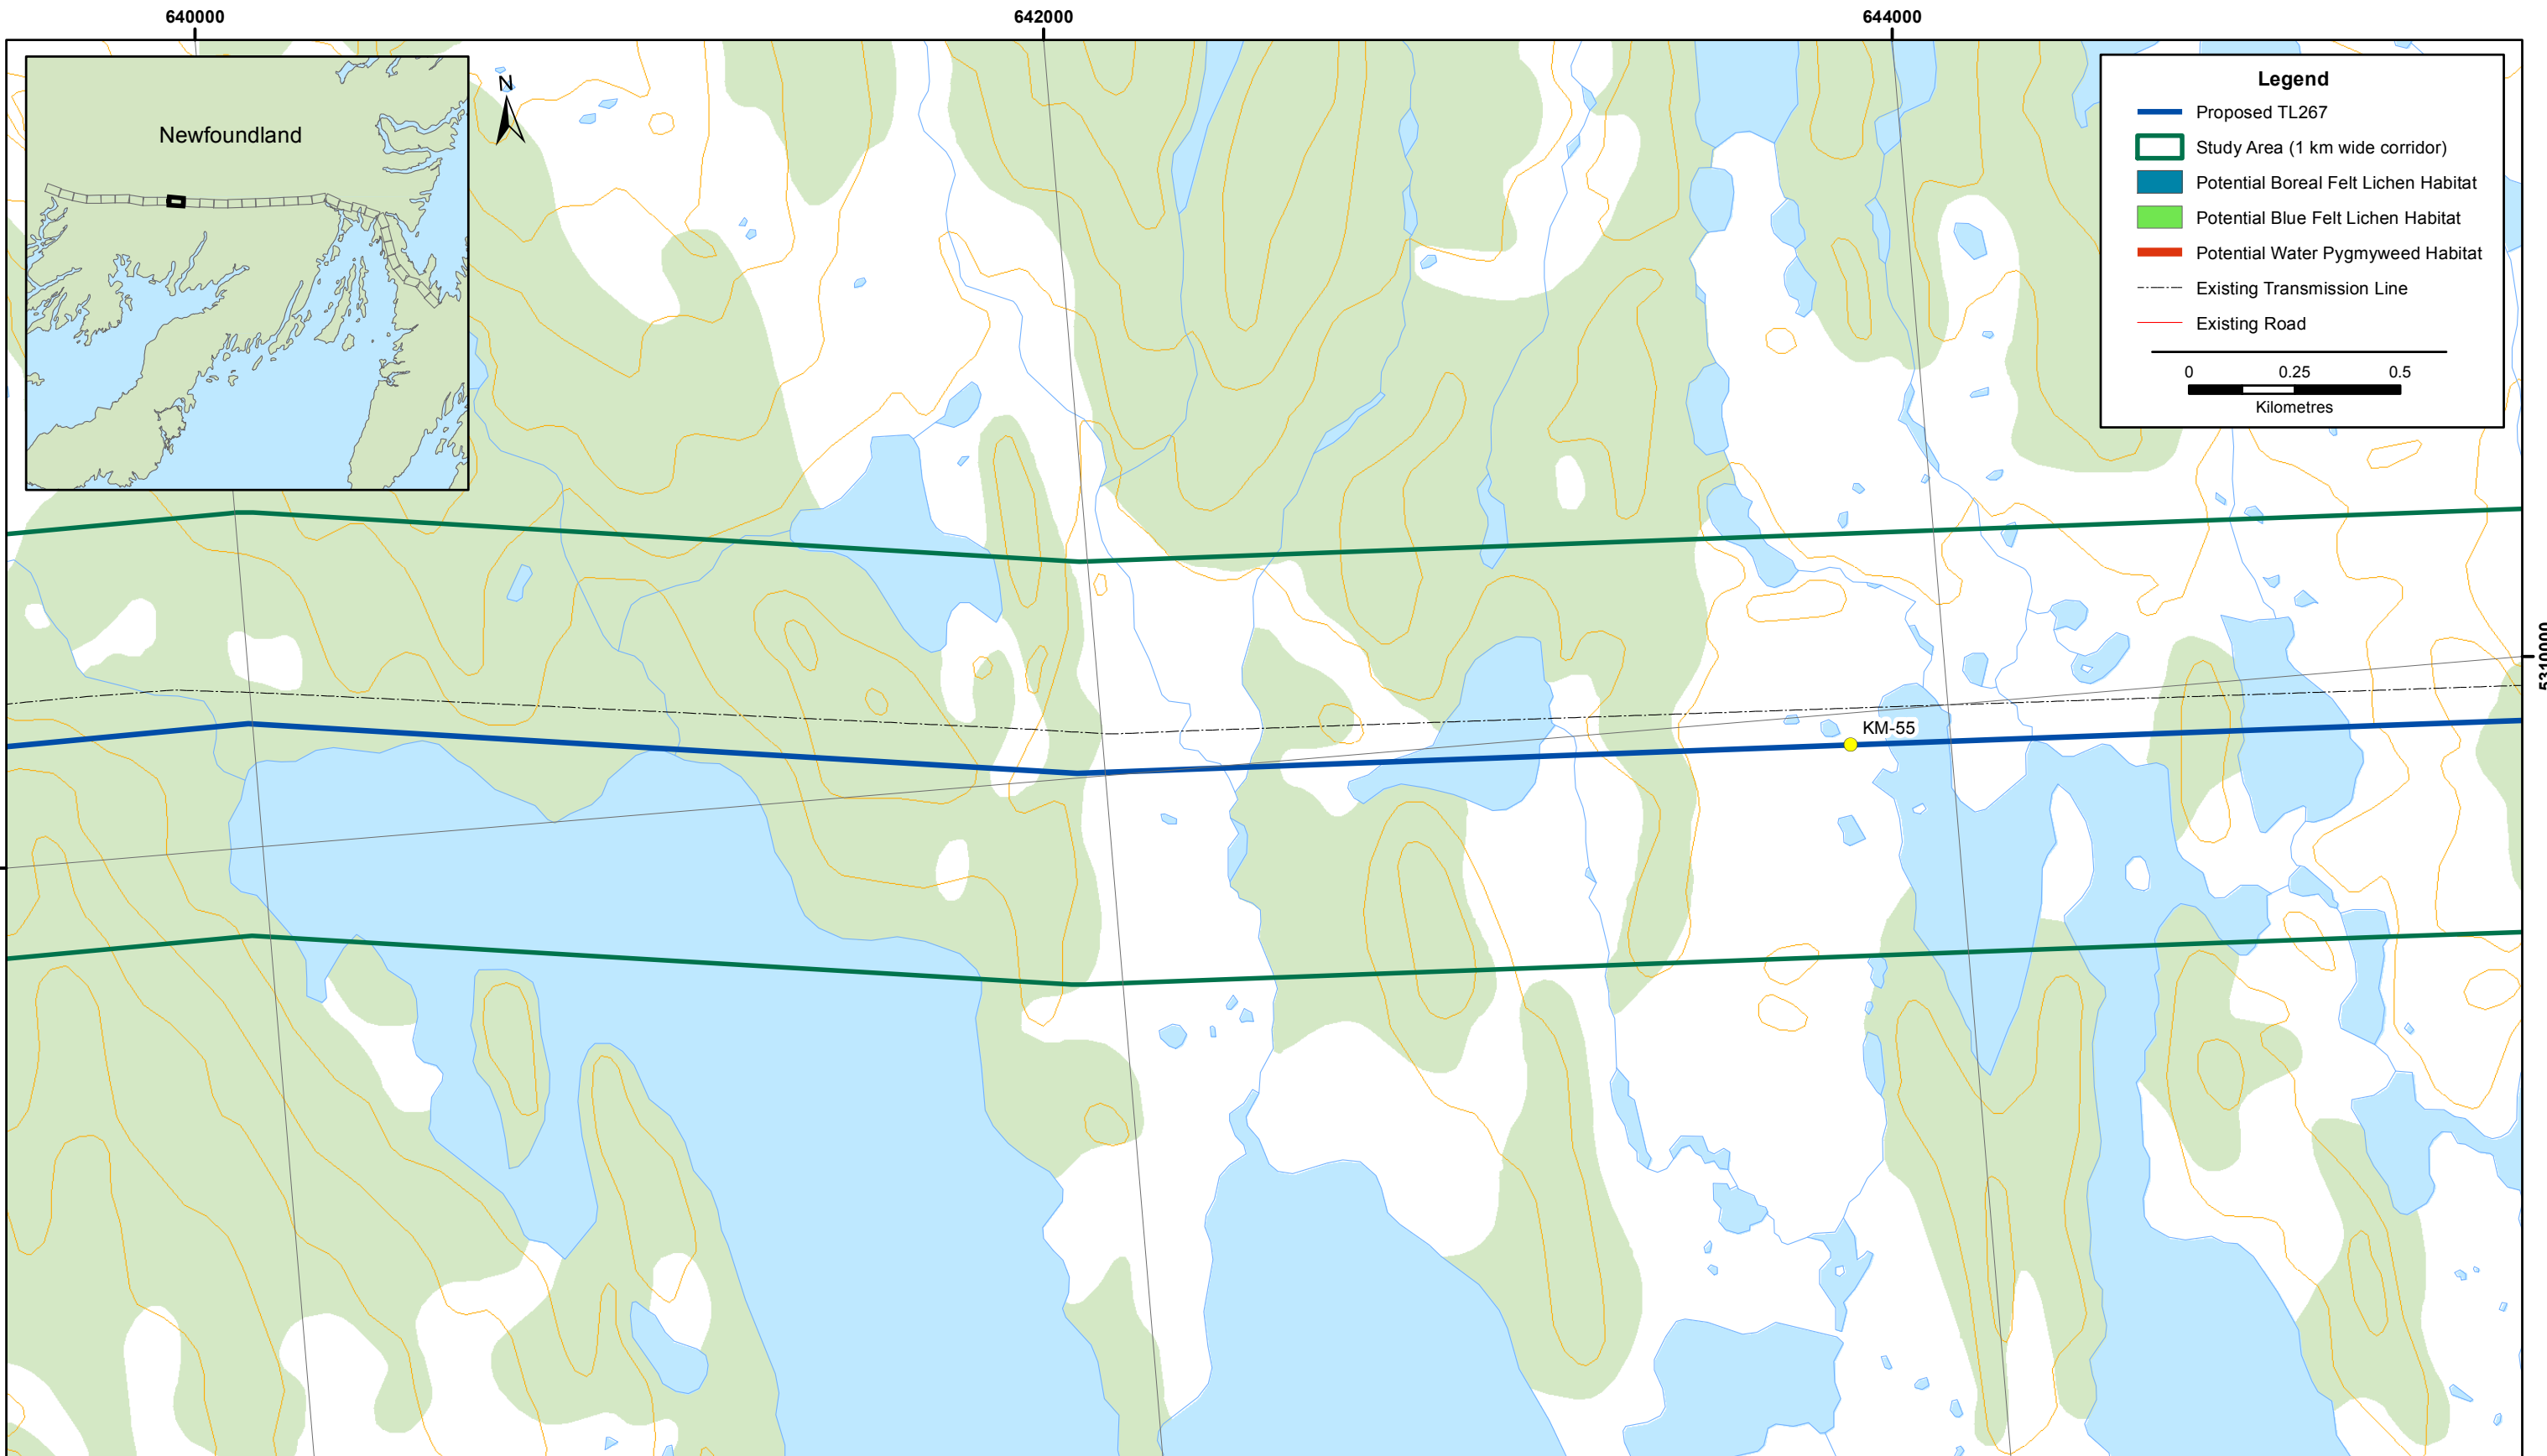 640000
642000
644000
N
Newfoundland
Legend
Proposed TL267
Study Area (1 km wide corridor)
Potential Boreal Felt Lichen Habitat
Potential Blue Felt Lichen Habitat
Potential Water Pygmyweed Habitat
Existing Transmission Line
Existing Road
0 0.25 0.5
Kilometres
KM-55